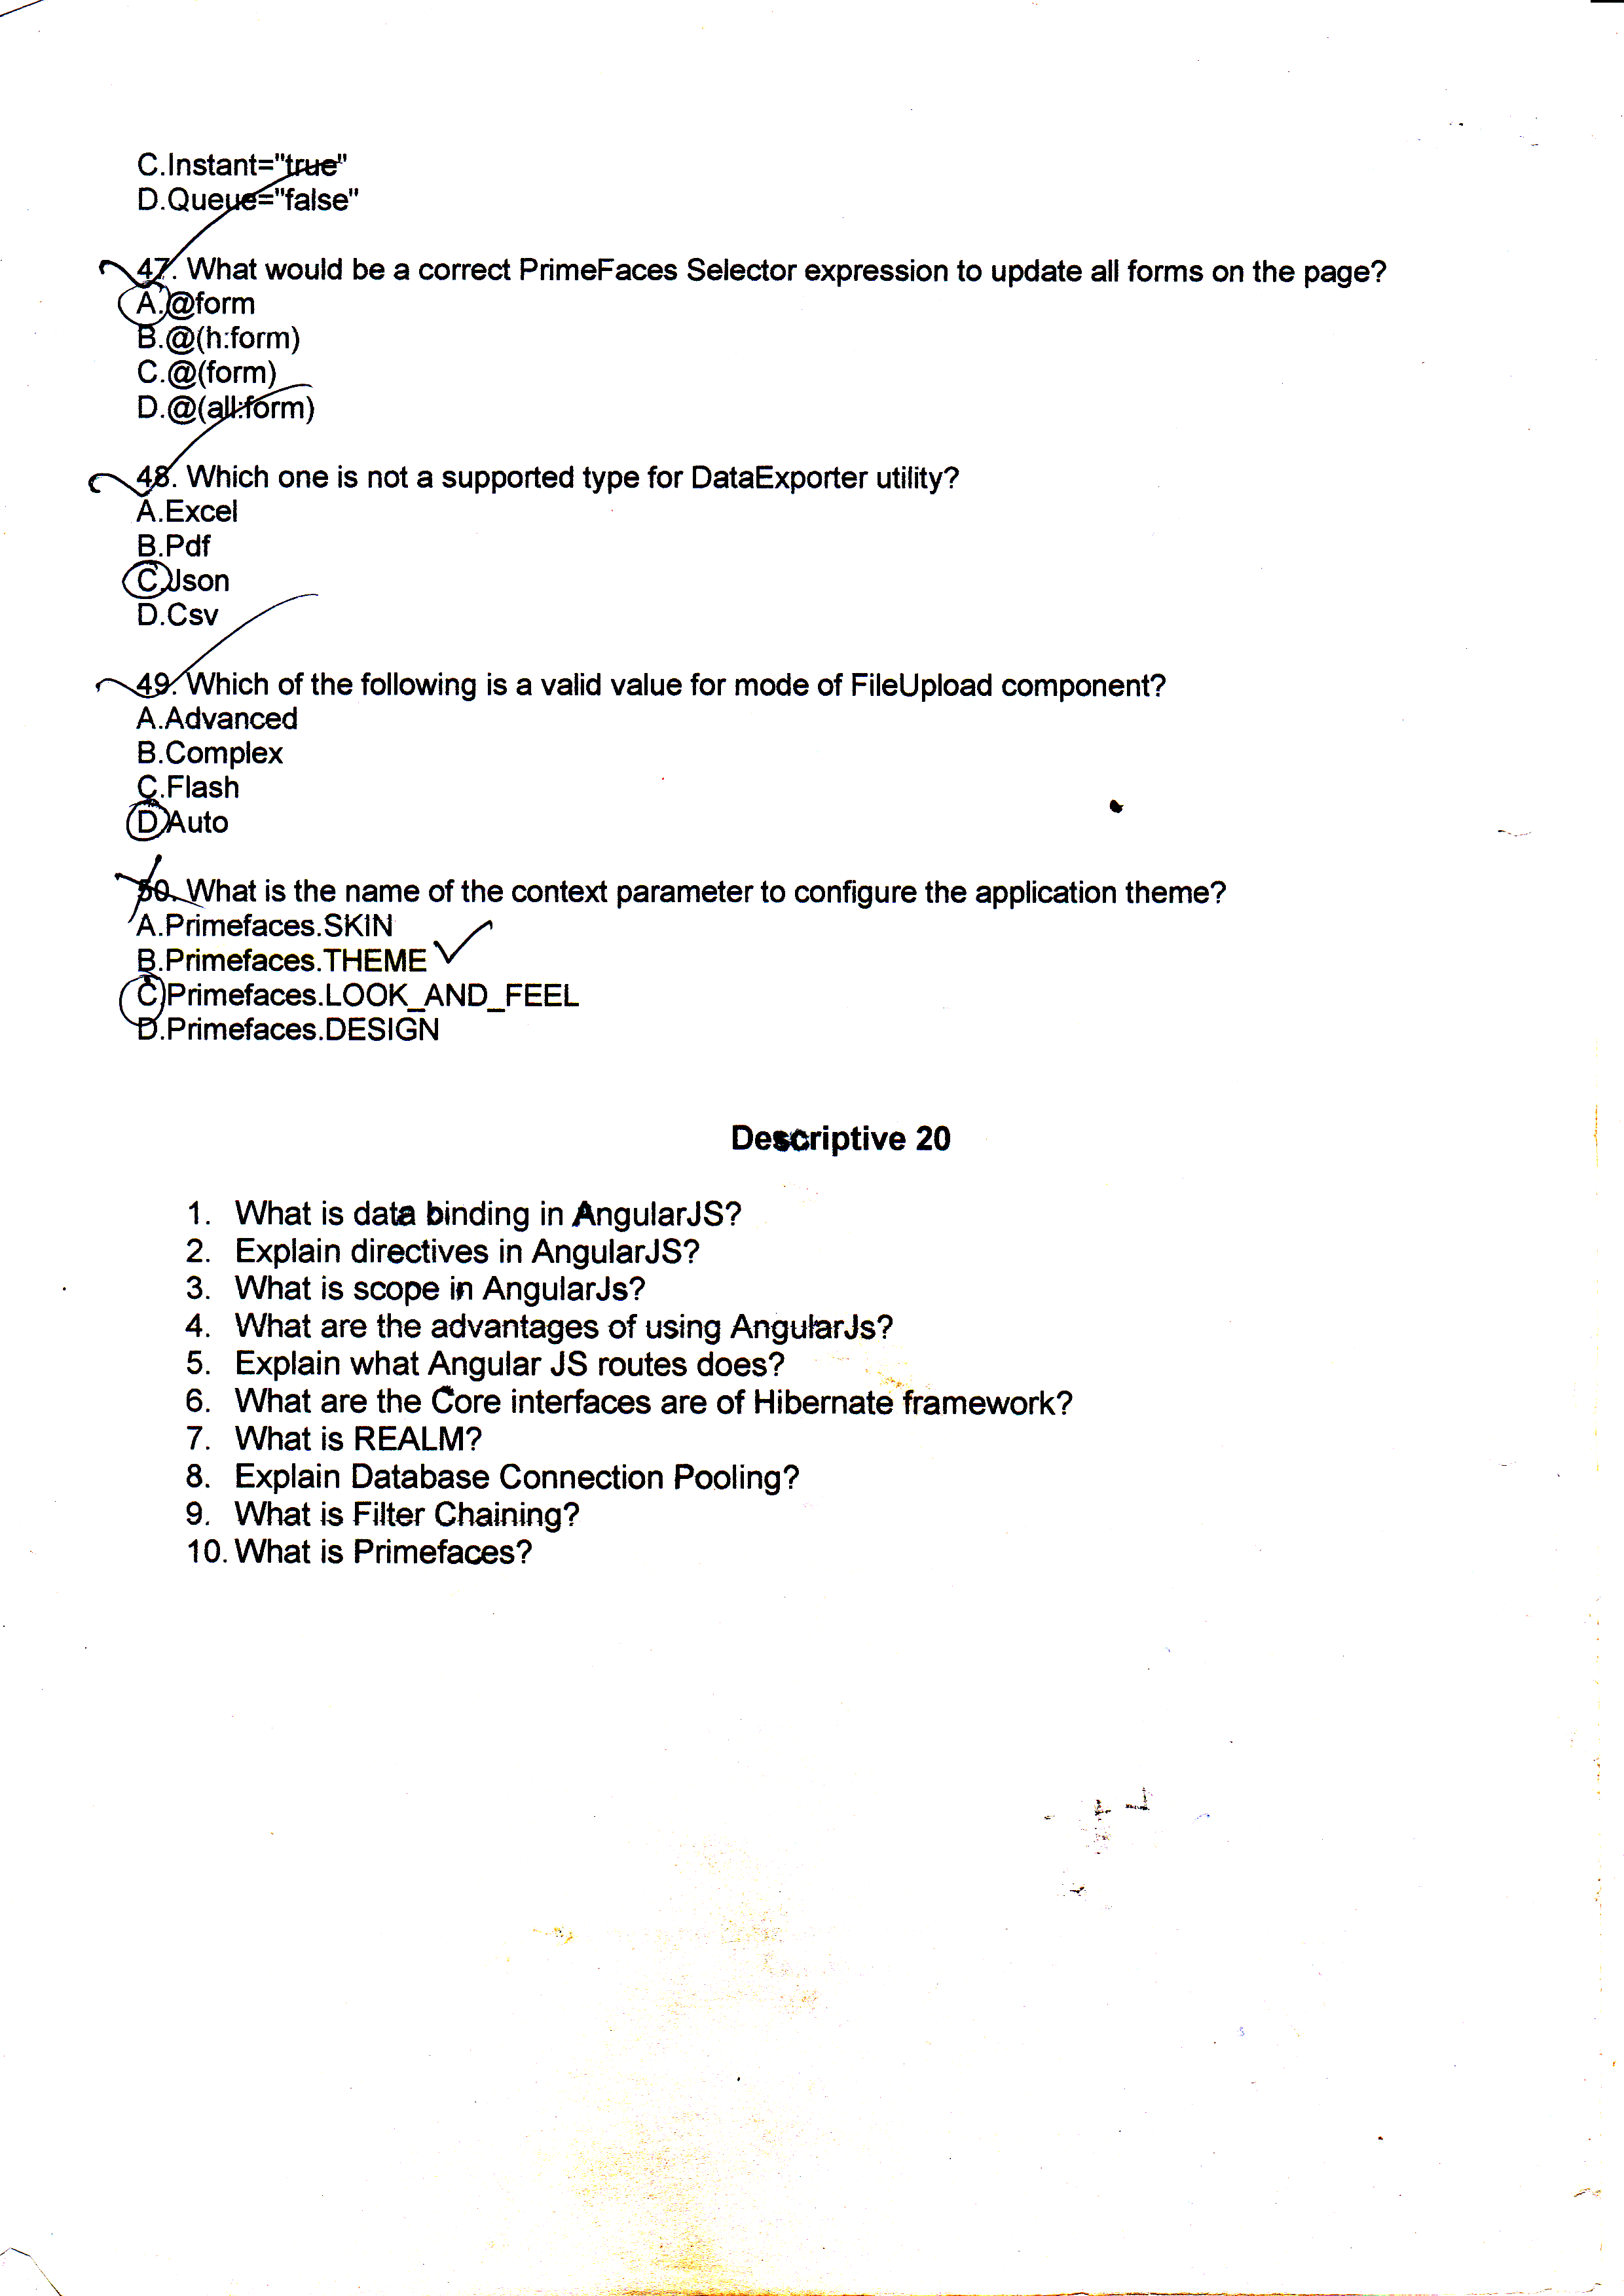 C.Instant="true"
D.Queue="false"
47. What would be a correct PrimeFaces Selector expression to update all forms on the page?
A.@form
B.@(h:form)
C.@(form)
D.@(all:form)
48. Which one is not a supported type for DataExporter utility?
A.Excel
B.Pdf
C.Json
D.Csv
49. Which of the following is a valid value for mode of FileUpload component?
A.Advanced
B.Complex
C.Flash
D.Auto
50. What is the name of the context parameter to configure the application theme?
A.Primefaces.SKIN
B.Primefaces.THEME
C.Primefaces.LOOK_AND_FEEL
D.Primefaces.DESIGN
Descriptive 20
1. What is data binding in AngularJS?
2. Explain directives in AngularJS?
3. What is scope in AngularJs?
4. What are the advantages of using AngularJs?
5. Explain what Angular JS routes does?
6. What are the Core interfaces are of Hibernate framework?
7. What is REALM?
8. Explain Database Connection Pooling?
9. What is Filter Chaining?
10. What is Primefaces?